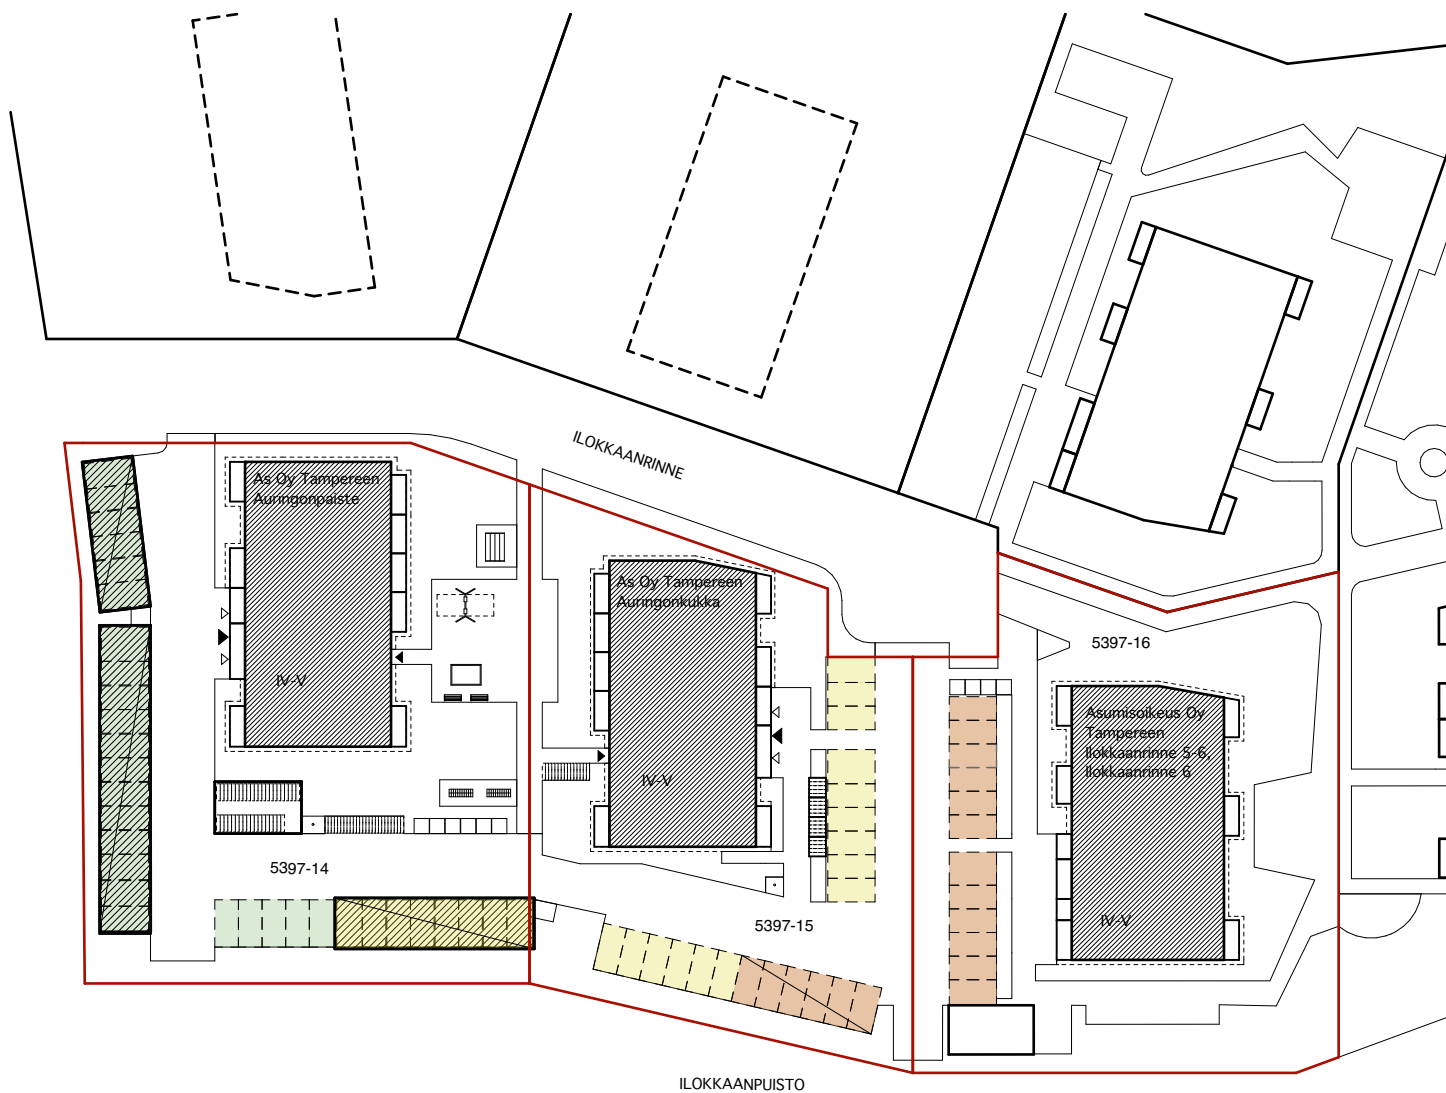 ILOKKAANRINNE
As Oy Tampereen
Auringonpaiste
IV-V
As Oy Tampereen
Auringonkukka
IV-V
5397-16
Asumisoikeus Oy
Tampereen
Ilokkaanrinne 5-6,
Ilokkaanrinne 6
IV-V
5397-14
5397-15
ILOKKAANPUISTO